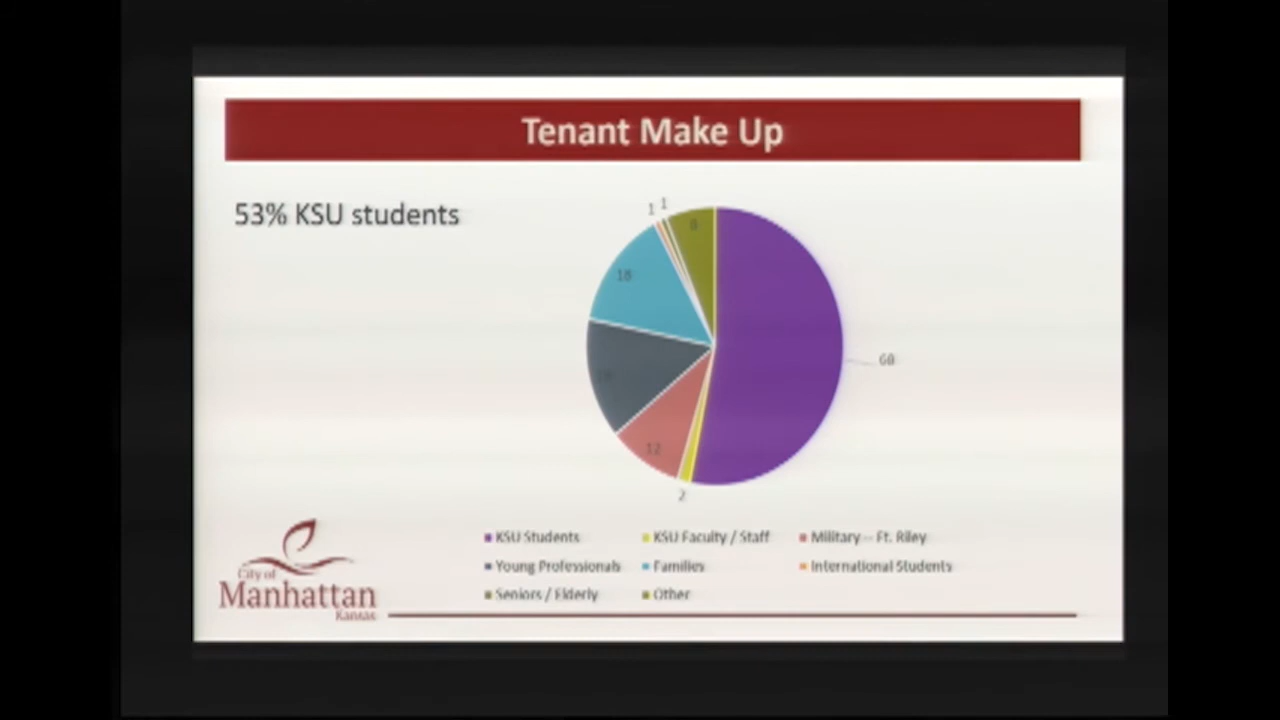 Tenant Make Up
53% KSU students
1 1
8
18
60
12
2
KSU Students KSU Faculty / Staff Military – Ft. Riley
Young Professionals Families International Students
Seniors / Elderly Other
City of
Manhattan
Kansas